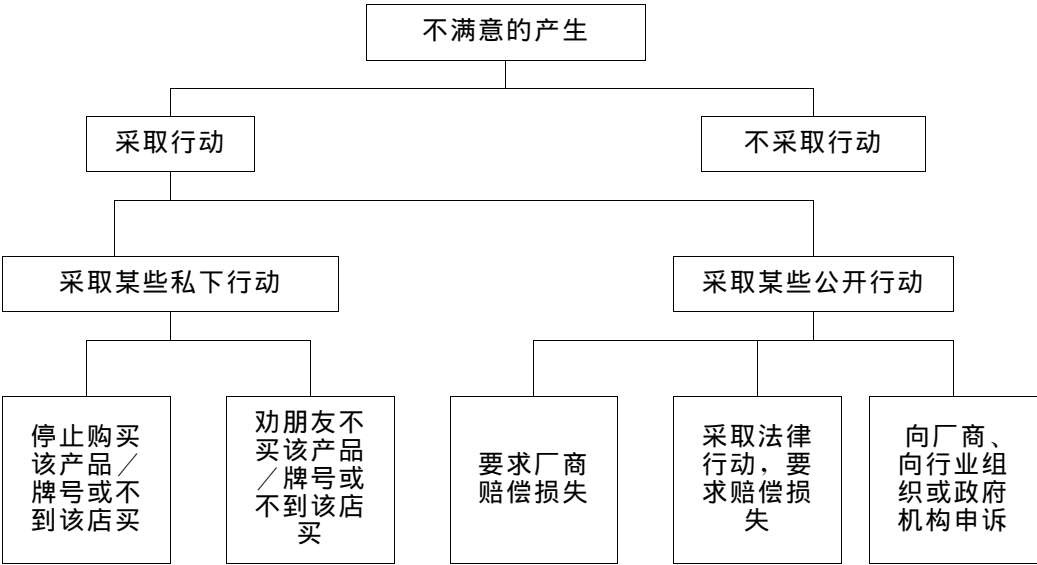 不满意的产生
采取行动
不采取行动
采取某些私下行动
采取某些公开行动
停止购买
该产品／
牌号或不
到该店买
劝朋友不
买该产品
／牌号或
不到该店
买
要求厂商
赔偿损失
采取法律
行动，要
求赔偿损
失
向厂商、
向行业组
织或政府
机构申诉